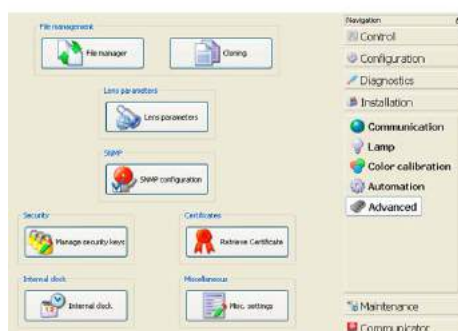 File management
File manager
Cloning
Lens parameters
Lens parameters
SNMP
SNMP configuration
Security
Certificates
Manage security keys
Retrieve Certificate
Internal clock
Miscellaneous
Internal clock
Misc. settings
Navigation
Control
Configuration
Diagnostics
Installation
Communication
Lamp
Color calibration
Automation
Advanced
Maintenance
Communicator